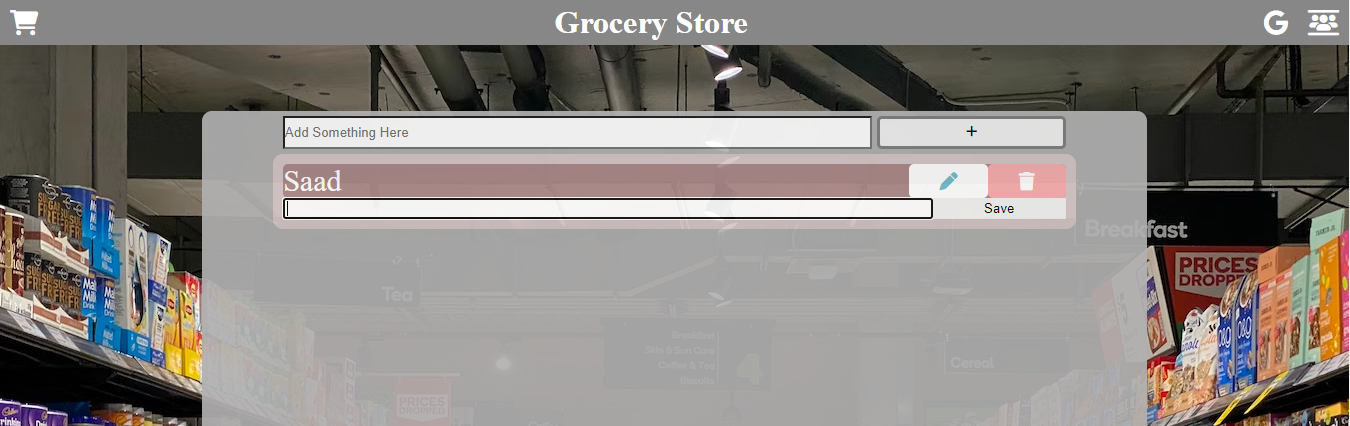 Grocery Store
G
Add Something Here
+
Saad
Save
Breakfast
PRICES
DROPPED
Tea
Breakfast
Skin & Sun Care
Coffee & Tea
Biscuits
Cereal
PRICES
DROPPED